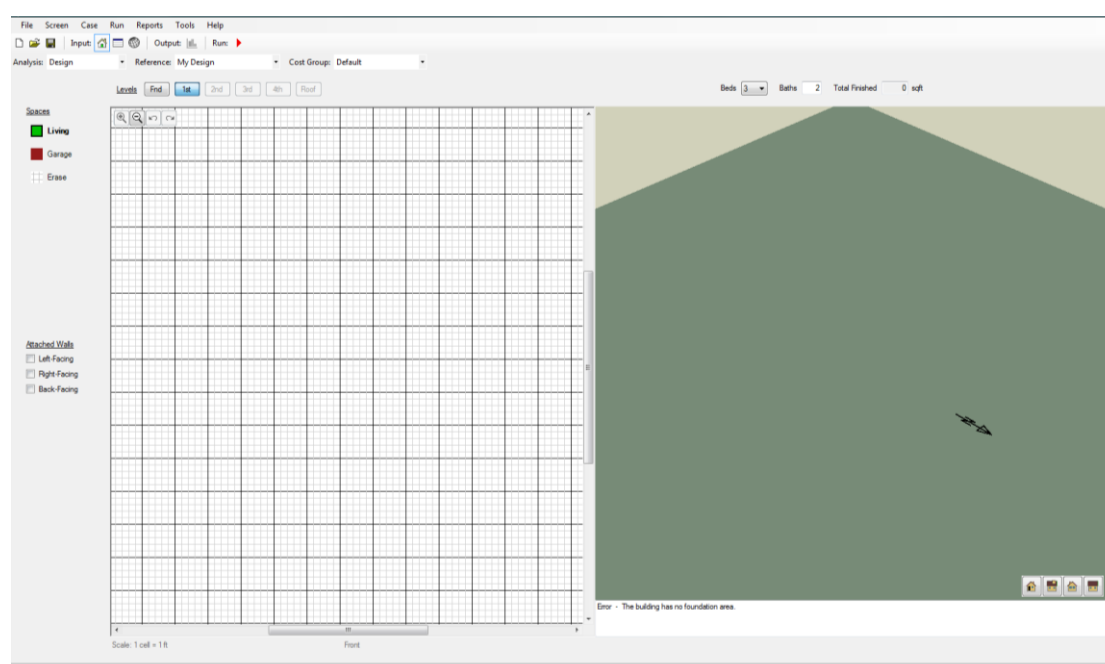 File Screen Case Run Reports Tools Help
Input: Output: Run:
Analysis: Design Reference: My Design Cost Group: Default
Levels Fnd 1st 2nd 3rd 4th Roof Beds 3 Baths 2 Total Finished 0 sqft
Spaces
Living
Garage
Erase
Attached Walls
Left-Facing
Right-Facing
Back-Facing
Error - The building has no foundation area.
Scale: 1 cell = 1 ft Front